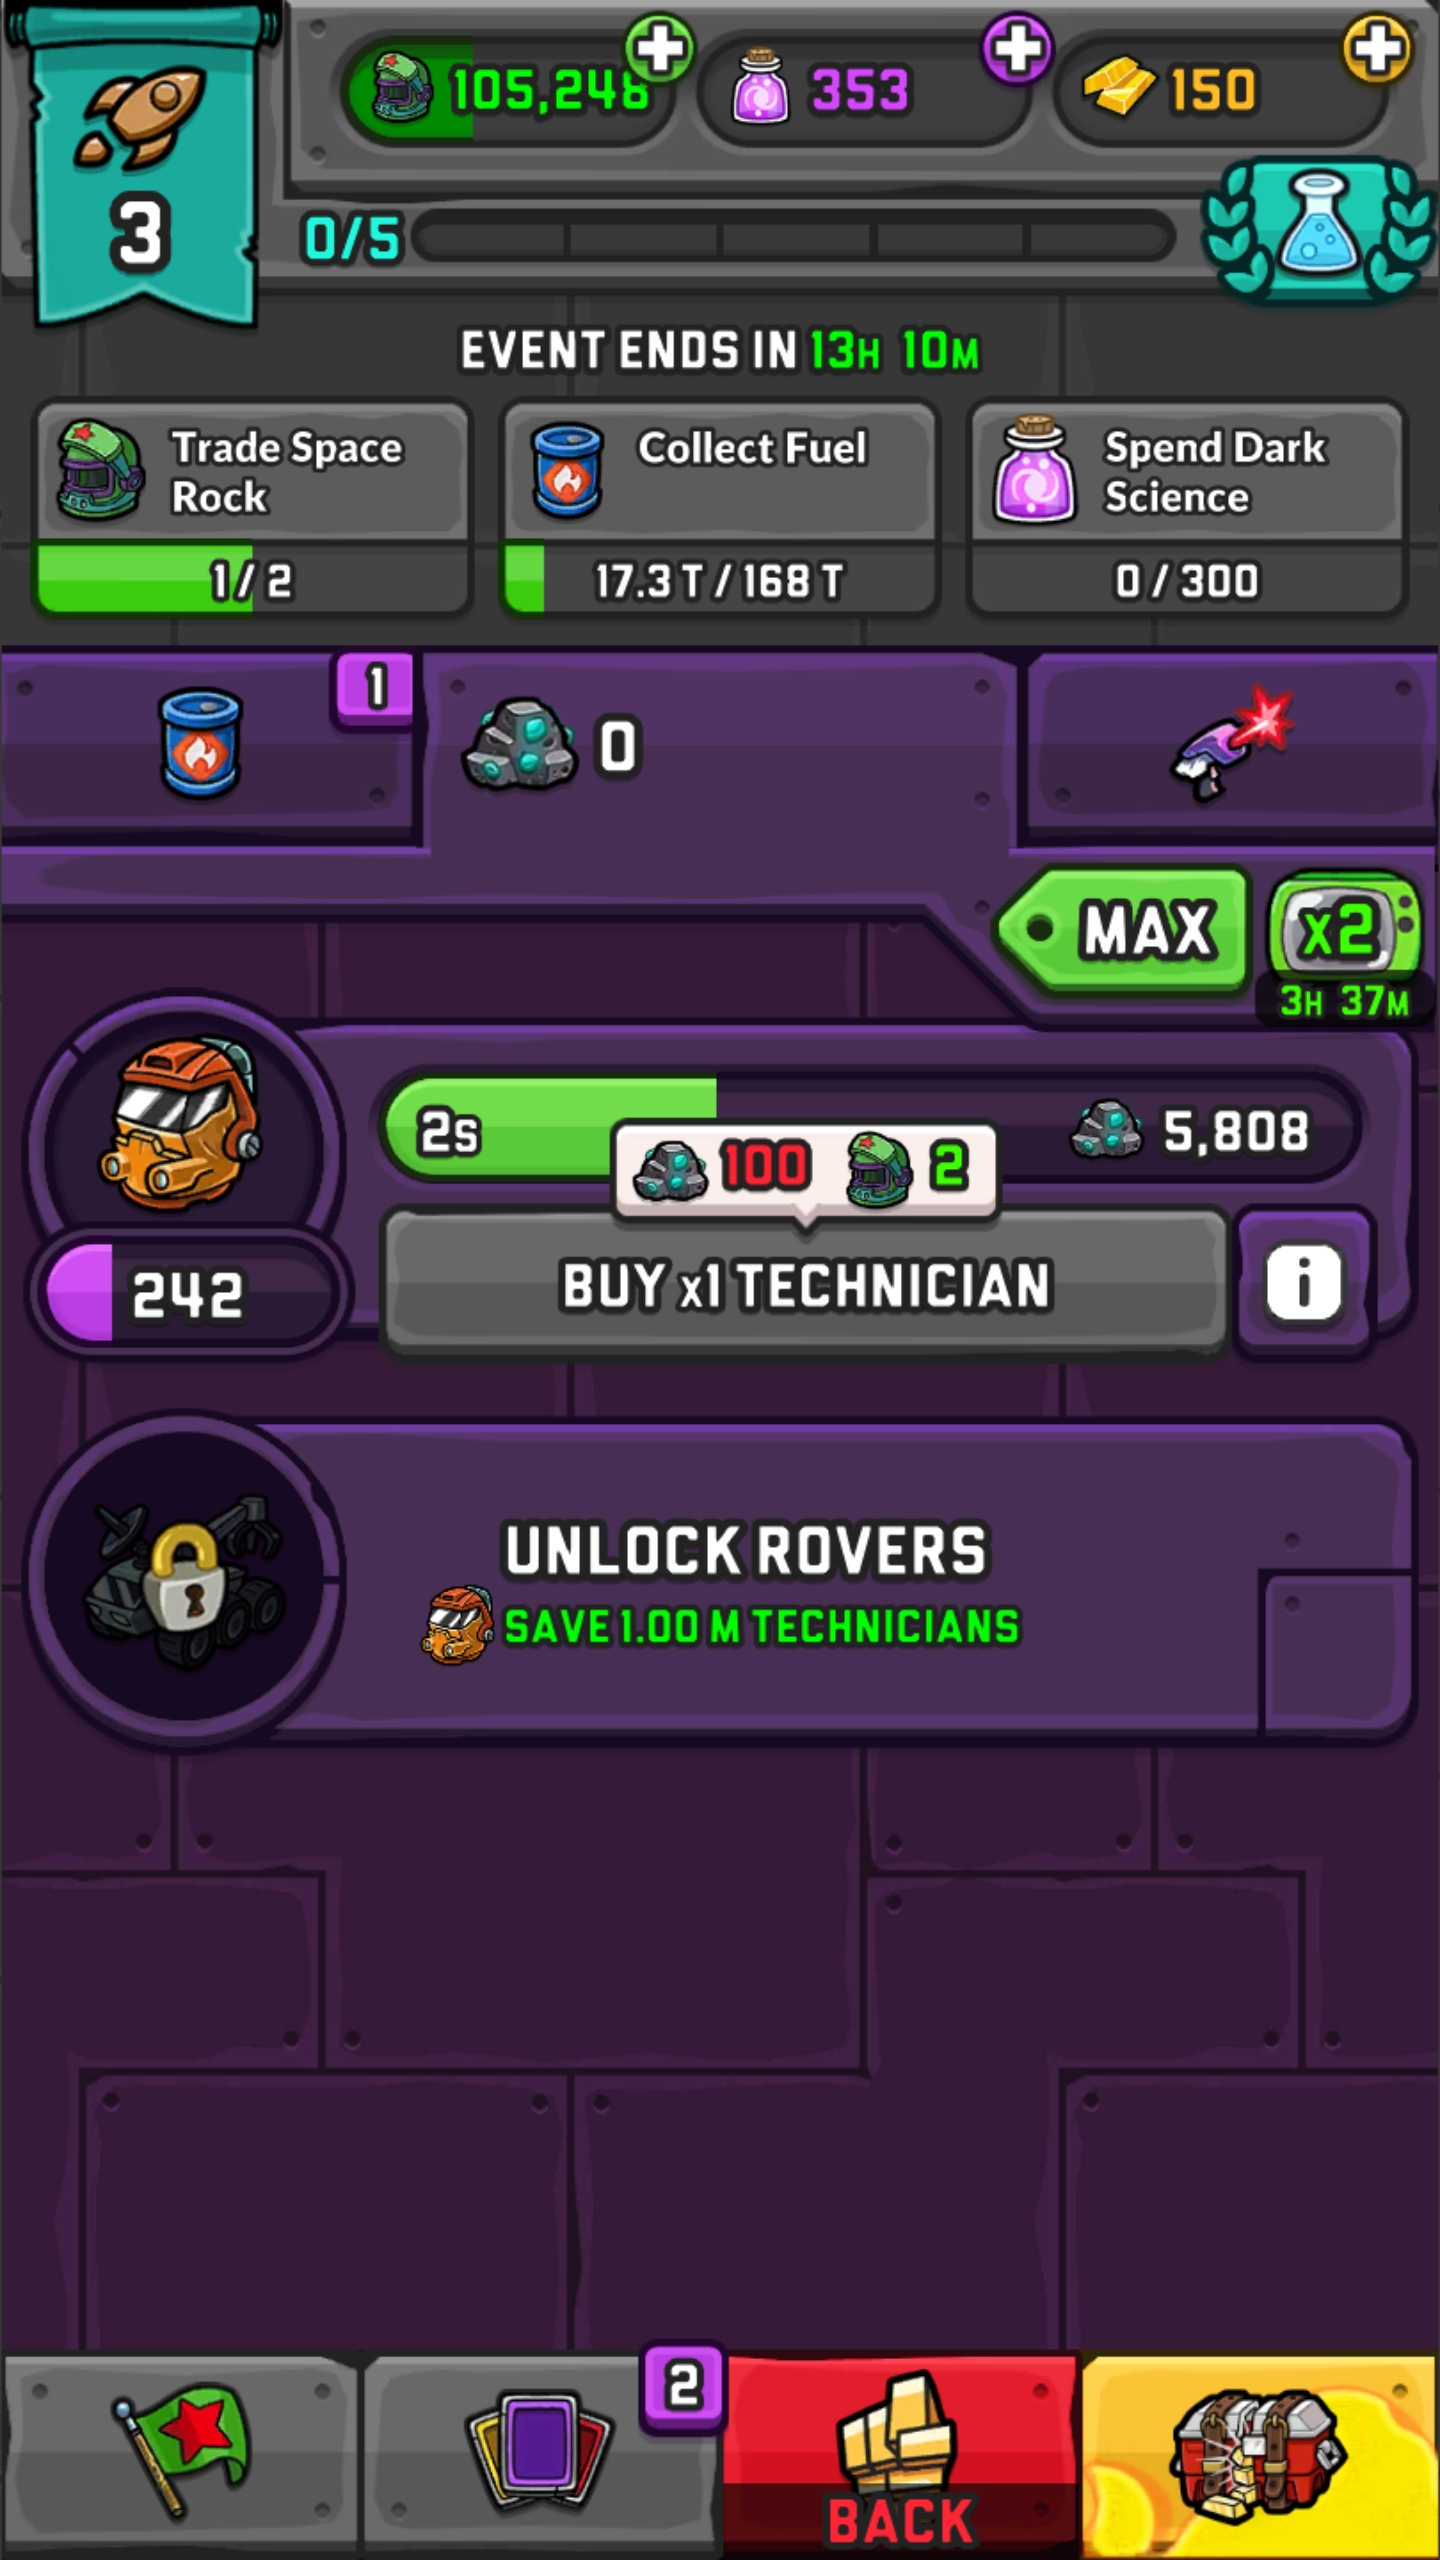 105,248
353
150
3
0/5
EVENT ENDS IN 13H 10M
Trade Space
Rock
1/2
Collect Fuel
17.3 T / 168 T
Spend Dark
Science
0 / 300
1
0
MAX
x2
3H 37M
2s
5,808
100 2
242
BUY x1 TECHNICIAN
i
UNLOCK ROVERS
SAVE 1.00 M TECHNICIANS
2
BACK